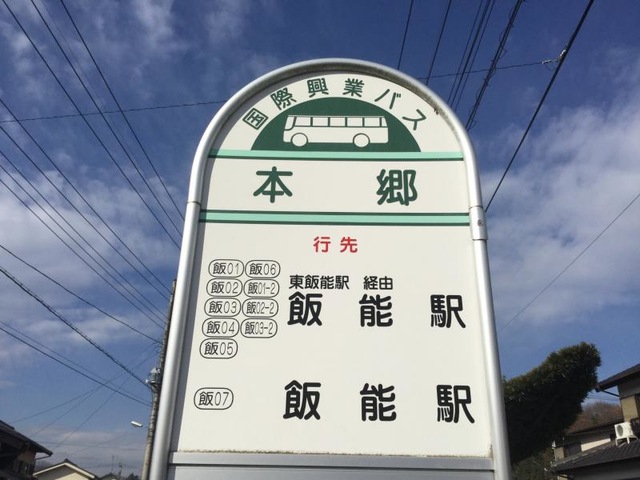 国際興業バス
本郷
行先
飯01 飯06
飯02 飯01-2
飯03 飯02-2
飯04 飯03-2
飯05
東飯能駅 経由
飯能駅
飯07
飯能駅